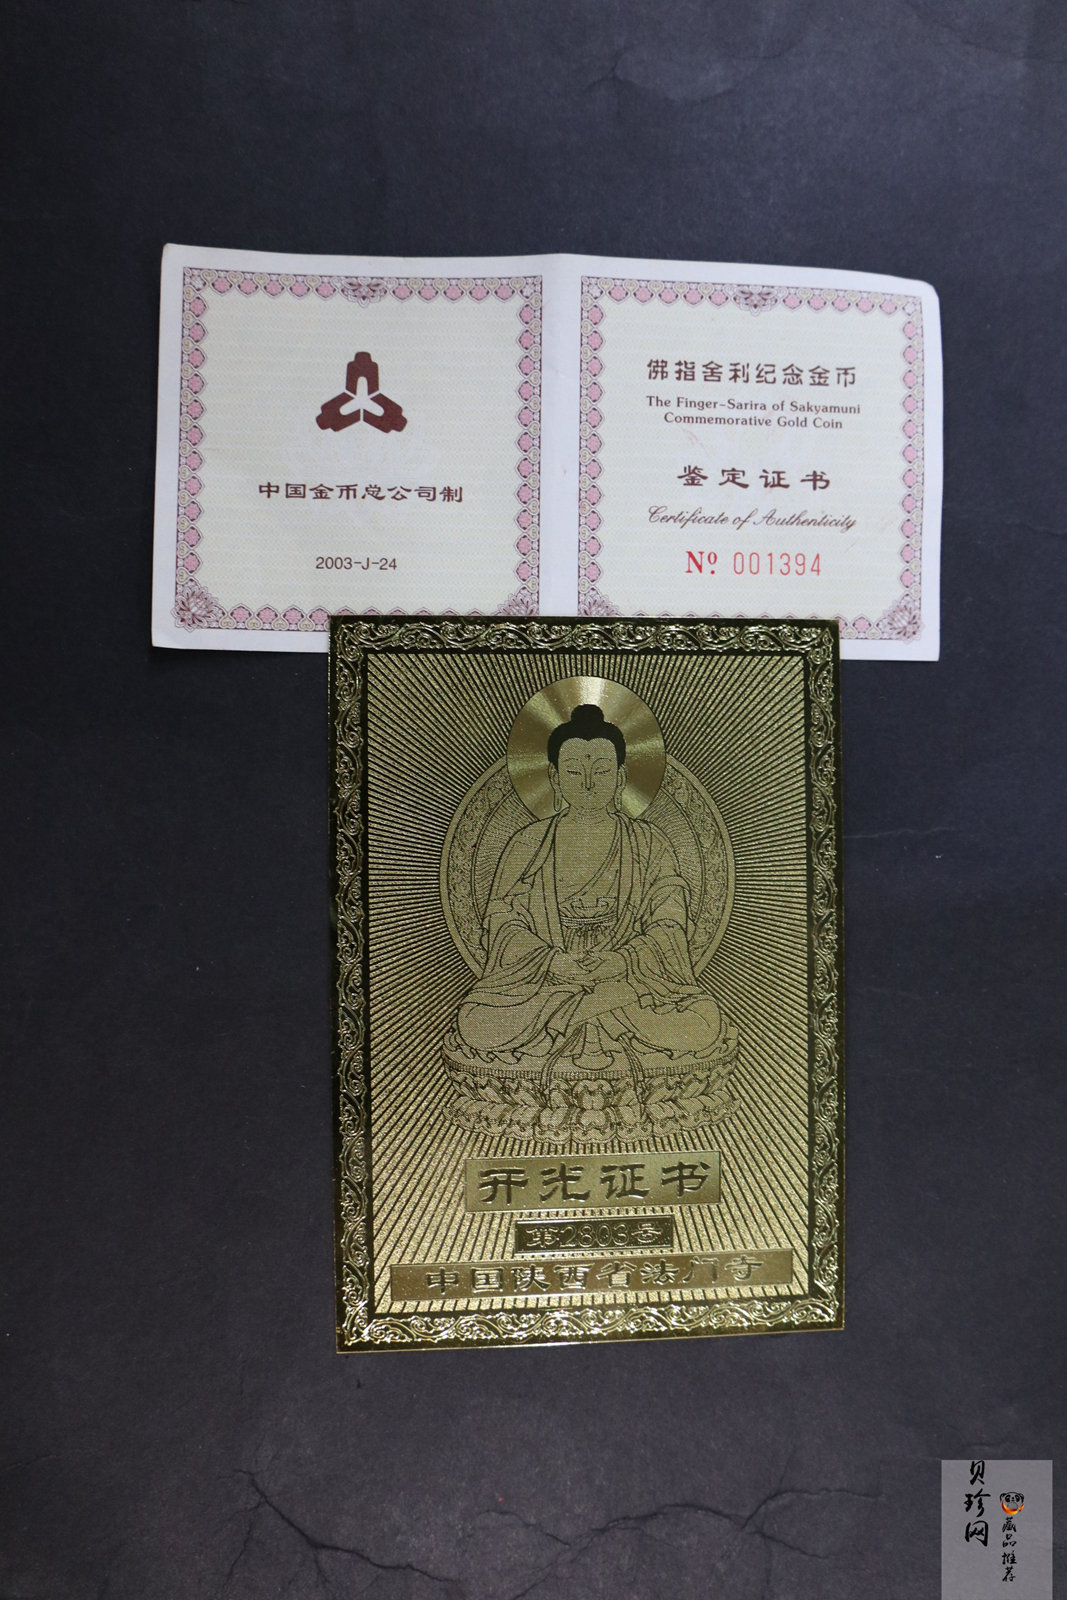 中国金币总公司制
2003-J-24
佛指舍利纪念金币
The Finger-Sarira of Sakyamuni
Commemorative Gold Coin
鉴定证书
Certificate of Authenticity
Nº 001394
开光证书
第2803号
中国陕西省法门寺
贝珍网
藏品推荐